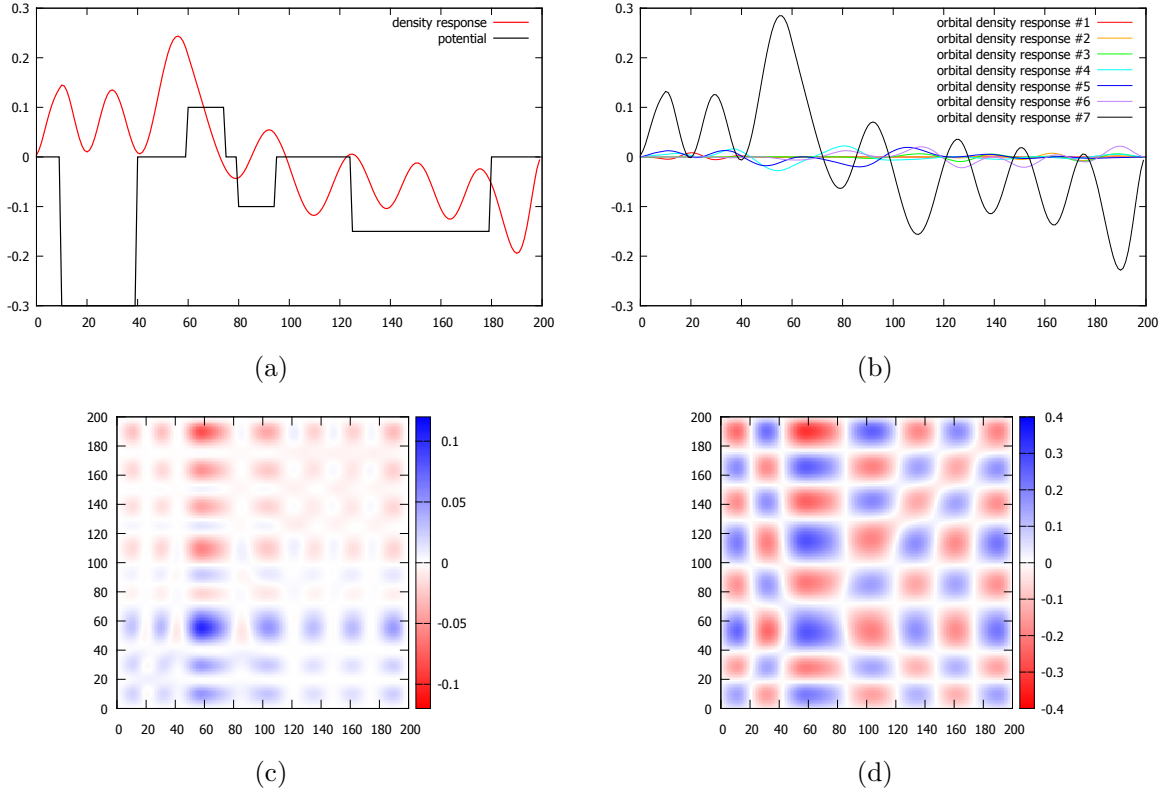 0.3
0.2
0.1
0
-0.1
-0.2
-0.3
0 20 40 60 80 100 120 140 160 180 200
density response
potential
(a)
0.3
0.2
0.1
0
-0.1
-0.2
-0.3
0 20 40 60 80 100 120 140 160 180 200
orbital density response #1
orbital density response #2
orbital density response #3
orbital density response #4
orbital density response #5
orbital density response #6
orbital density response #7
(b)
200
180
160
140
120
100
80
60
40
20
0
0 20 40 60 80 100 120 140 160 180 200
0.1
0.05
0
-0.05
-0.1
(c)
200
180
160
140
120
100
80
60
40
20
0
0 20 40 60 80 100 120 140 160 180 200
0.4
0.3
0.2
0.1
0
-0.1
-0.2
-0.3
-0.4
(d)